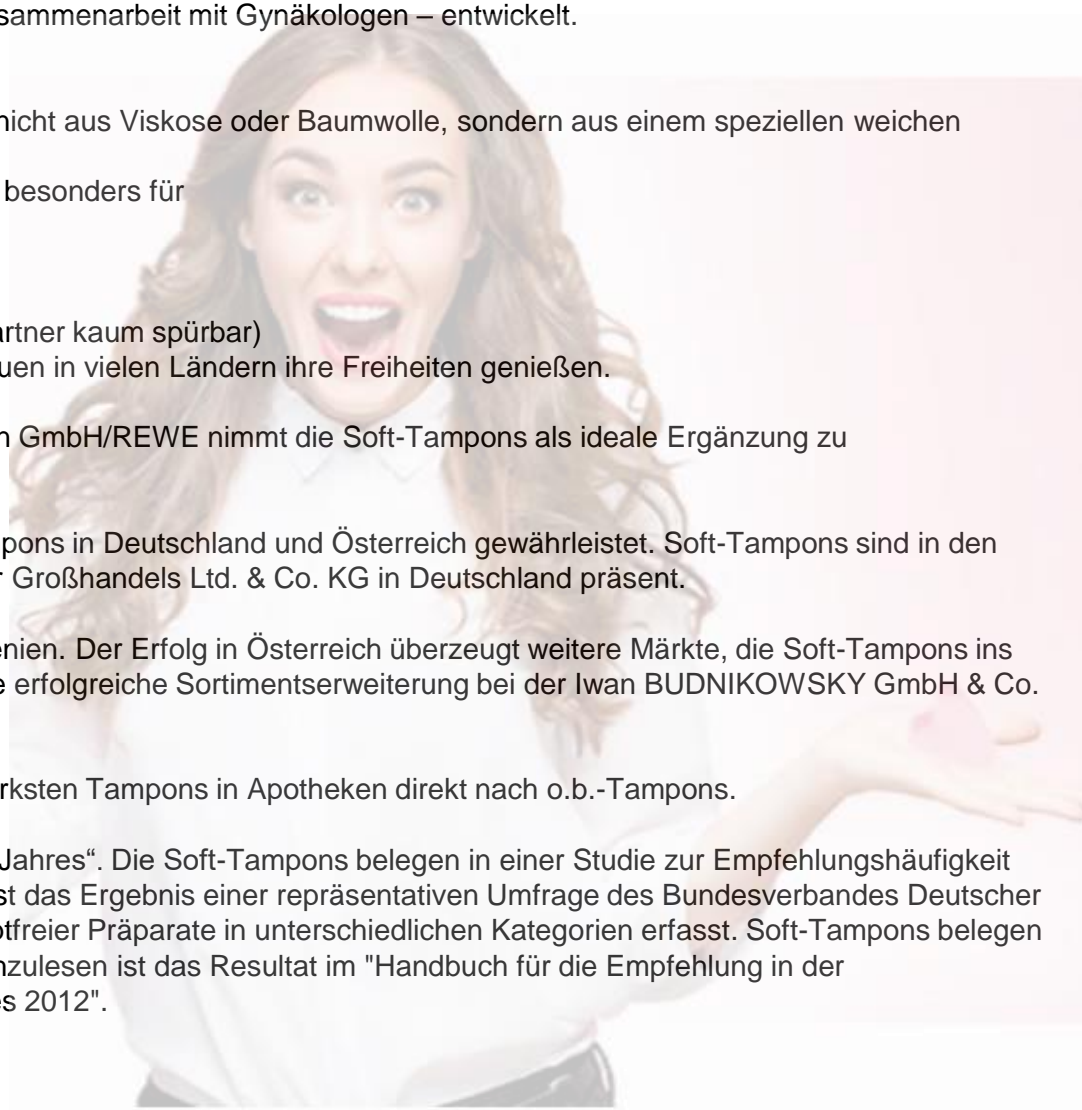 sammenarbeit mit Gynäkologen – entwickelt.
nicht aus Viskose oder Baumwolle, sondern aus einem speziellen weichen
besonders für
artner kaum spürbar)
uen in vielen Ländern ihre Freiheiten genießen.
n GmbH/REWE nimmt die Soft-Tampons als ideale Ergänzung zu
pons in Deutschland und Österreich gewährleistet. Soft-Tampons sind in den
r Großhandels Ltd. & Co. KG in Deutschland präsent.
enien. Der Erfolg in Österreich überzeugt weitere Märkte, die Soft-Tampons ins
e erfolgreiche Sortimentserweiterung bei der Iwan BUDNIKOWSKY GmbH & Co.
rksten Tampons in Apotheken direkt nach o.b.-Tampons.
Jahres“. Die Soft-Tampons belegen in einer Studie zur Empfehlungshäufigkeit
st das Ergebnis einer repräsentativen Umfrage des Bundesverbandes Deutscher
otfreier Präparate in unterschiedlichen Kategorien erfasst. Soft-Tampons belegen
nzulesen ist das Resultat im "Handbuch für die Empfehlung in der
es 2012".